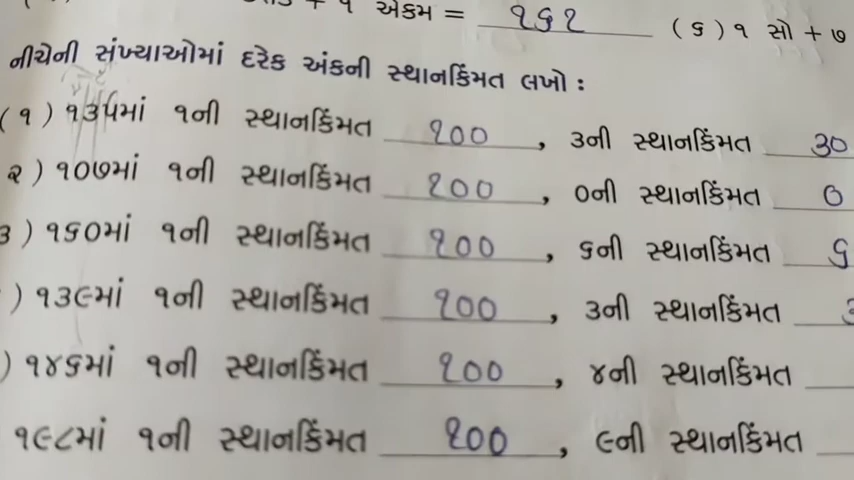 + ૧ એકમ = ૧૬૧ (૬) ૧ સો + ૭
નીચેની સંખ્યાઓમાં દરેક અંકની સ્થાનકિંમત લખો :
(૧) ૧૩૫માં ૧ની સ્થાનકિંમત ૧૦૦, ૩ની સ્થાનકિંમત ૩૦
૨) ૧૦૭માં ૧ની સ્થાનકિંમત ૧૦૦, ૦ની સ્થાનકિંમત ૦
૩) ૧૬૦માં ૧ની સ્થાનકિંમત ૧૦૦, ૬ની સ્થાનકિંમત ૬
) ૧૩૯માં ૧ની સ્થાનકિંમત ૧૦૦, ૩ની સ્થાનકિંમત ૩
) ૧૪૬માં ૧ની સ્થાનકિંમત ૧૦૦, ૪ની સ્થાનકિંમત
૧૯૮માં ૧ની સ્થાનકિંમત ૧૦૦, ૯ની સ્થાનકિંમત